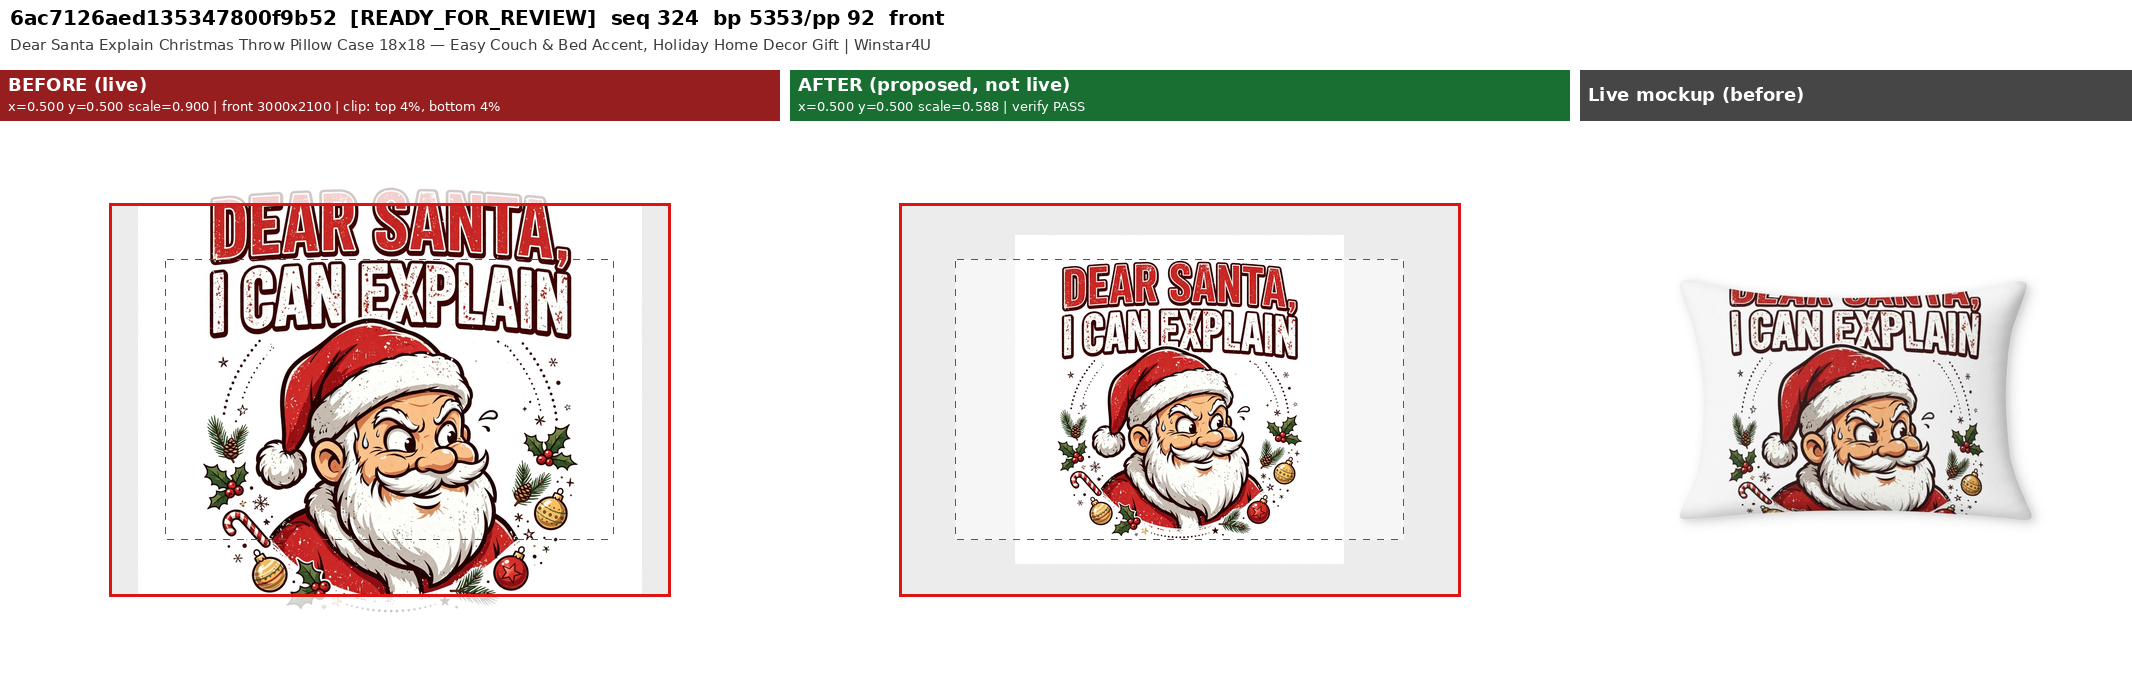 6ac7126aed135347800f9b52 [READY_FOR_REVIEW] seq 324 bp 5353/pp 92 front
Dear Santa Explain Christmas Throw Pillow Case 18x18 — Easy Couch & Bed Accent, Holiday Home Decor Gift | Winstar4U
BEFORE (live)
x=0.500 y=0.500 scale=0.900 | front 3000x2100 | clip: top 4%, bottom 4%
AFTER (proposed, not live)
x=0.500 y=0.500 scale=0.588 | verify PASS
Live mockup (before)
DEAR SANTA,
I CAN EXPLAIN
DEAR SANTA,
I CAN EXPLAIN
DEAR SANTA,
I CAN EXPLAIN